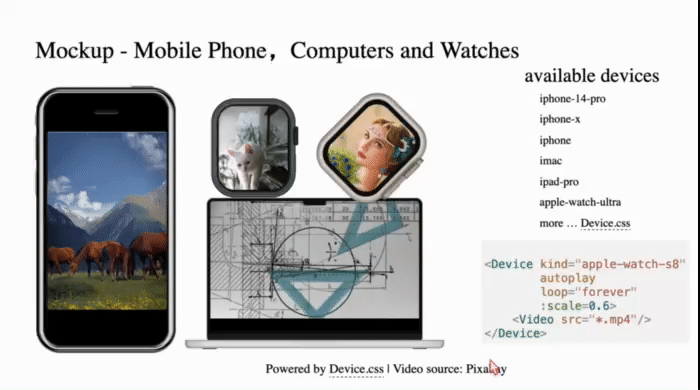 Mockup - Mobile Phone，Computers and Watches
available devices
iphone-14-pro
iphone-x
iphone
imac
ipad-pro
apple-watch-ultra
more … Device.css
<Device kind="apple-watch-s8"
autoplay
loop="forever"
:scale=0.6>
<Video src="*.mp4"/>
</Device>
Powered by Device.css | Video source: Pixabay